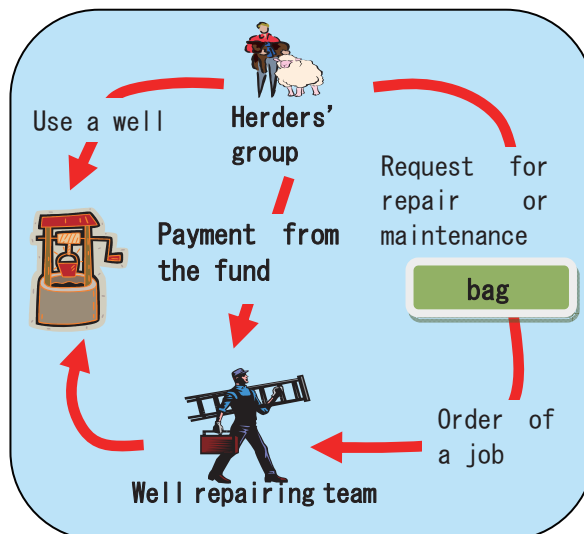 Use a well
Herders'
group
Request for
repair or
maintenance
Payment from
the fund
bag
Order of
a job
Well repairing team